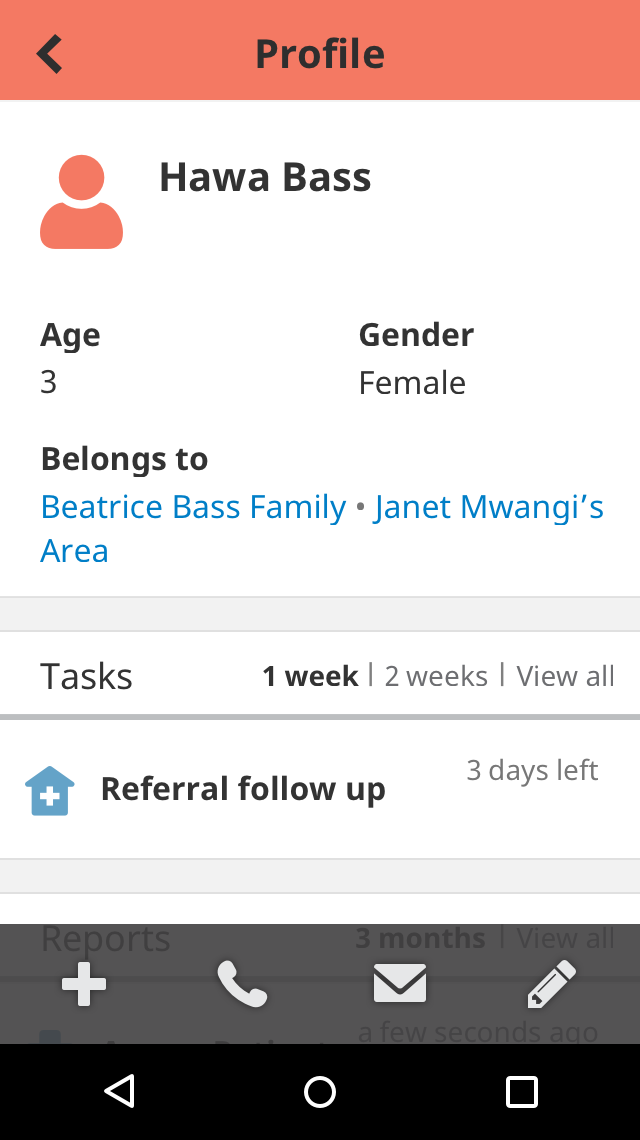 Profile
Hawa Bass
Age Gender
3 Female
Belongs to
Beatrice Bass Family • Janet Mwangi’s
Area
Tasks 1 week | 2 weeks | View all
3 days left
Referral follow up
Reports 3 months | View all
a few seconds ago